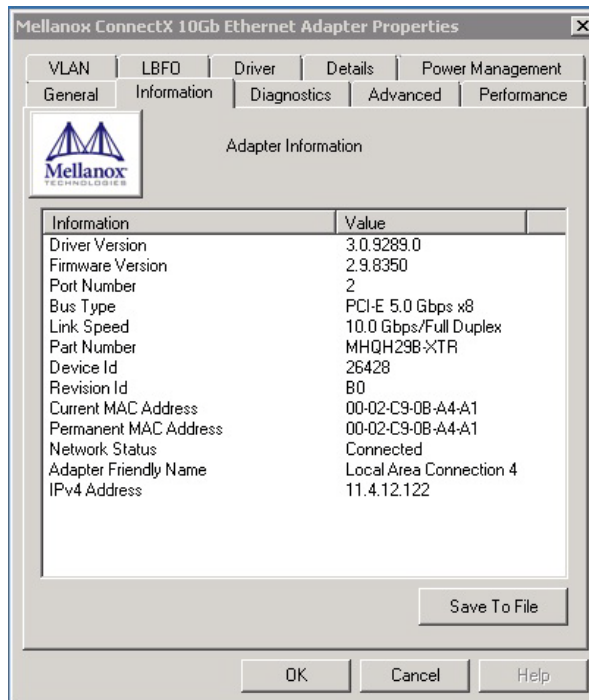 Mellanox ConnectX 10Gb Ethernet Adapter Properties
VLAN LBFO Driver Details Power Management
General Information Diagnostics Advanced Performance
Mellanox
TECHNOLOGIES
Adapter Information
Information Value
Driver Version 3.0.9289.0
Firmware Version 2.9.8350
Port Number 2
Bus Type PCI-E 5.0 Gbps x8
Link Speed 10.0 Gbps/Full Duplex
Part Number MHQH29B-XTR
Device Id 26428
Revision Id B0
Current MAC Address 00-02-C9-0B-A4-A1
Permanent MAC Address 00-02-C9-0B-A4-A1
Network Status Connected
Adapter Friendly Name Local Area Connection 4
IPv4 Address 11.4.12.122
Save To File
OK Cancel Help